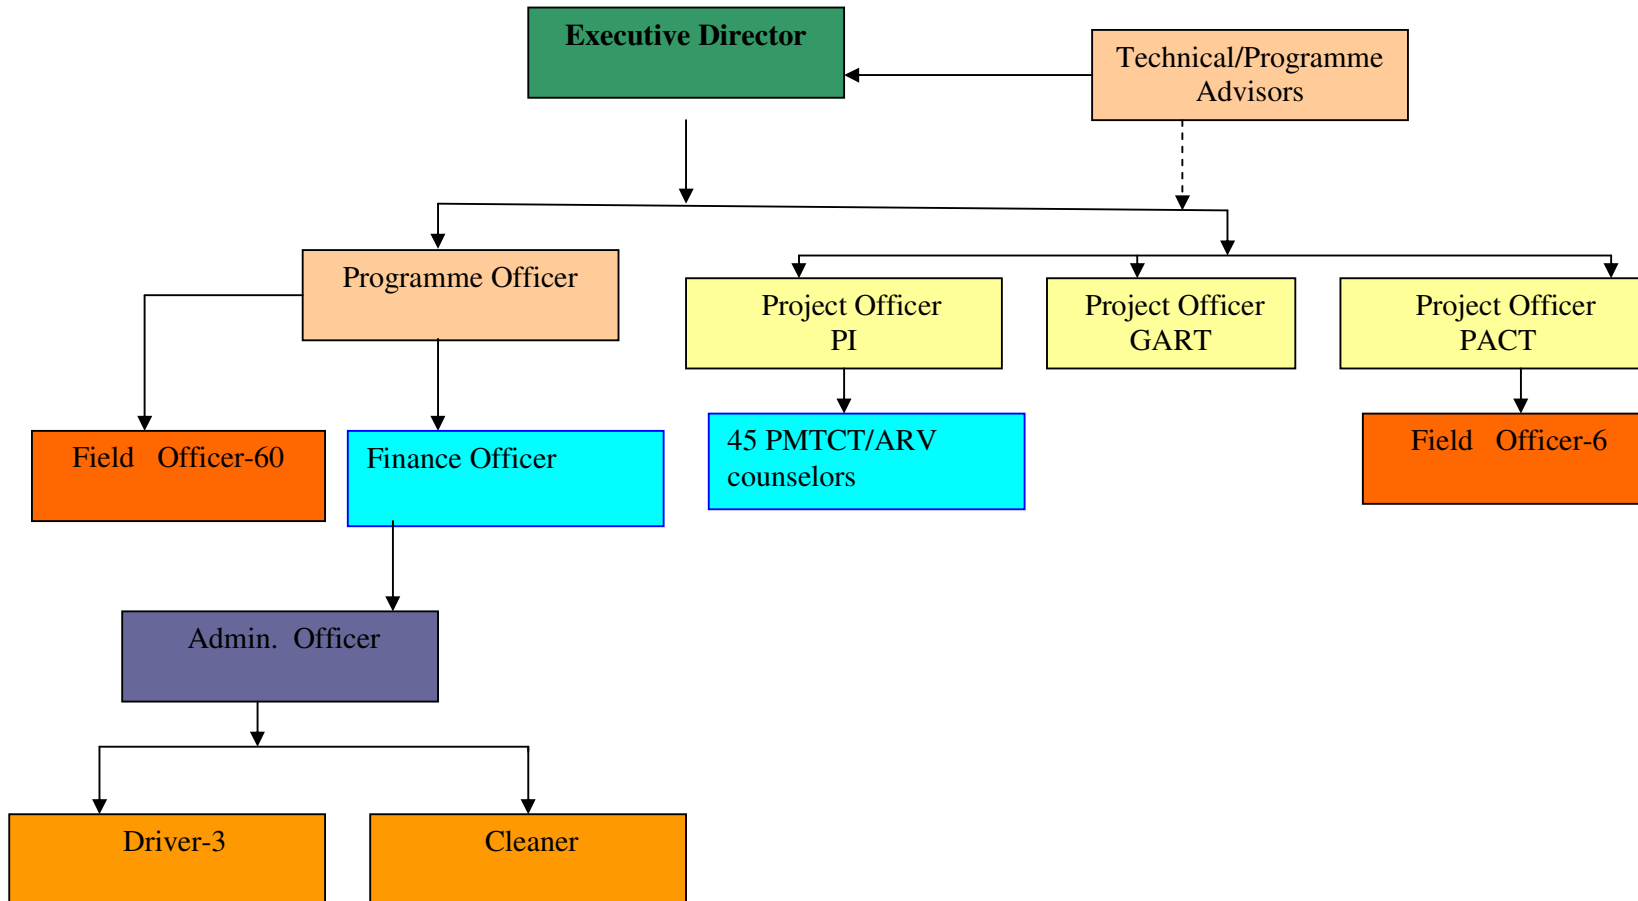 Executive Director
Technical/Programme
Advisors
Programme Officer
Project Officer
PI
Project Officer
GART
Project Officer
PACT
Field Officer-60
Finance Officer
45 PMTCT/ARV
counselors
Field Officer-6
Admin. Officer
Driver-3
Cleaner